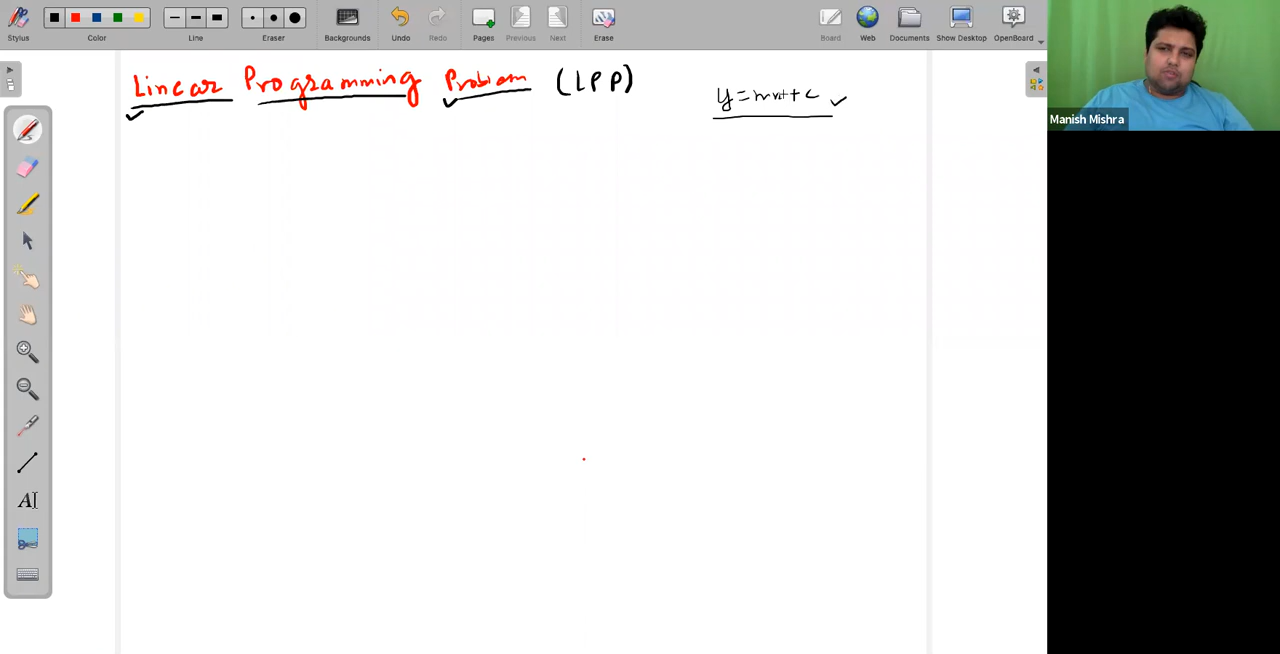 Stylus
Color
Line
Eraser
Backgrounds
Undo
Redo
Pages
Previous
Next
Erase
Board
Web
Documents
Show Desktop
OpenBoard
Linear Programming Problem (LPP)
y=mx+c
Manish Mishra
AI